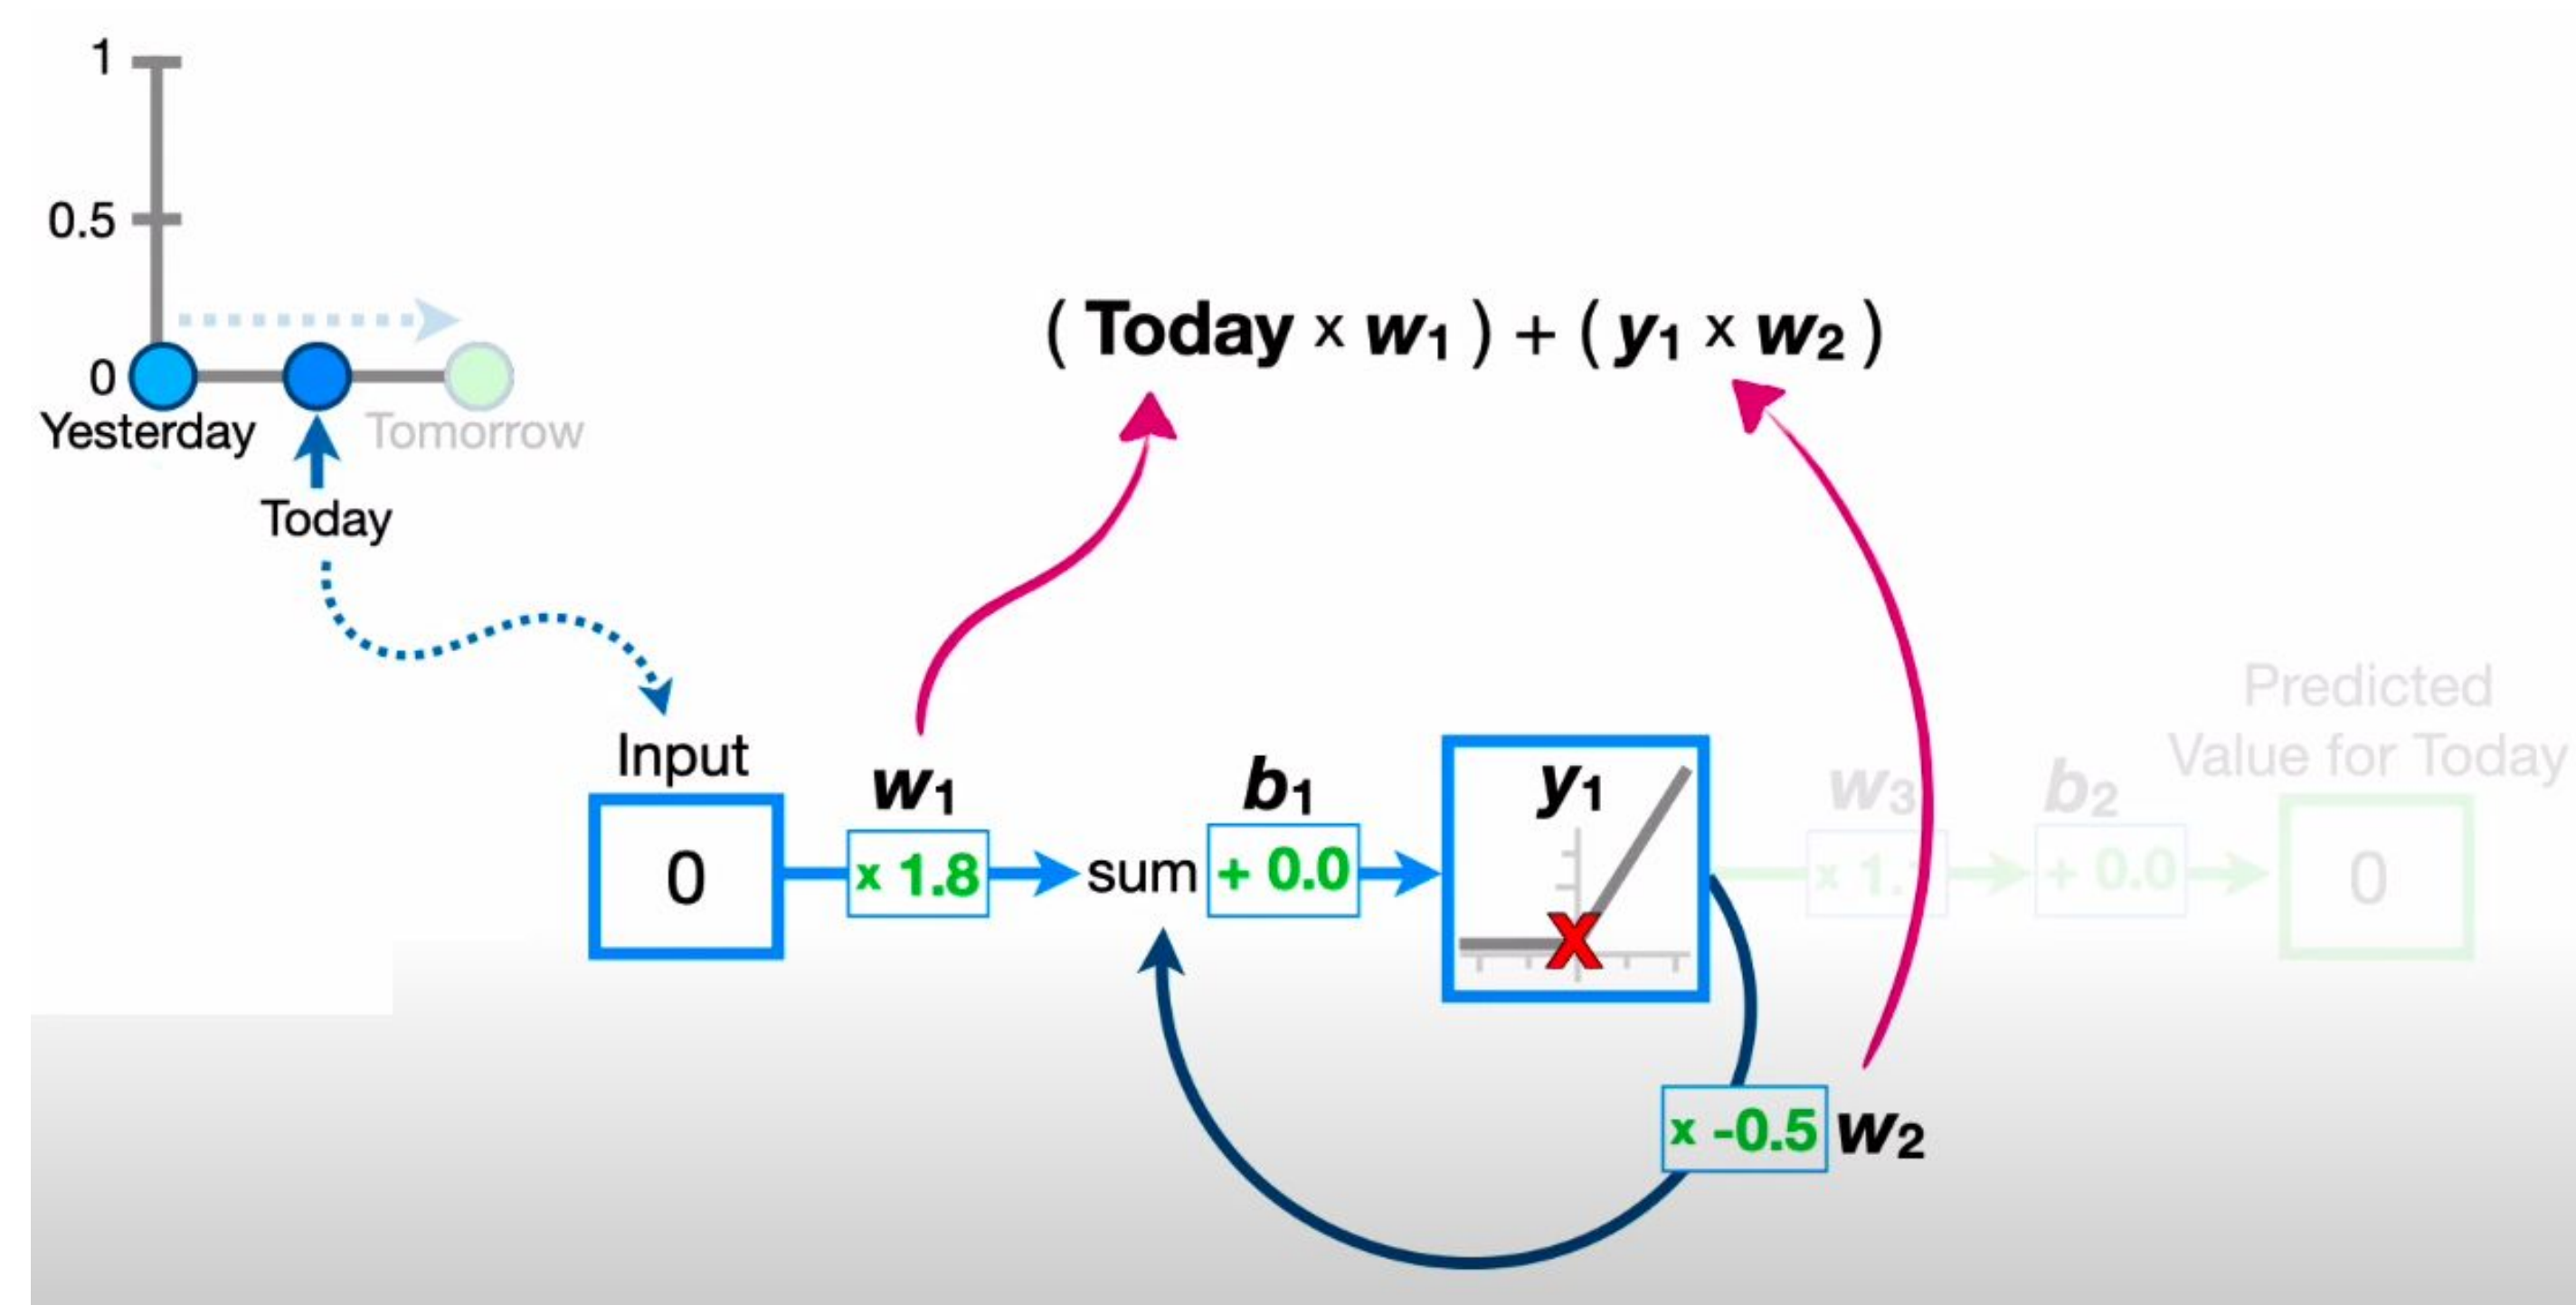 1
0.5
0
Yesterday
Tomorrow
Today
( Today x w1 ) + ( y1 x w2 )
Input
0
w1
x 1.8
sum
b1
+ 0.0
y1
X
w3
x 1.
b2
+ 0.0
Predicted
Value for Today
0
x -0.5
w2